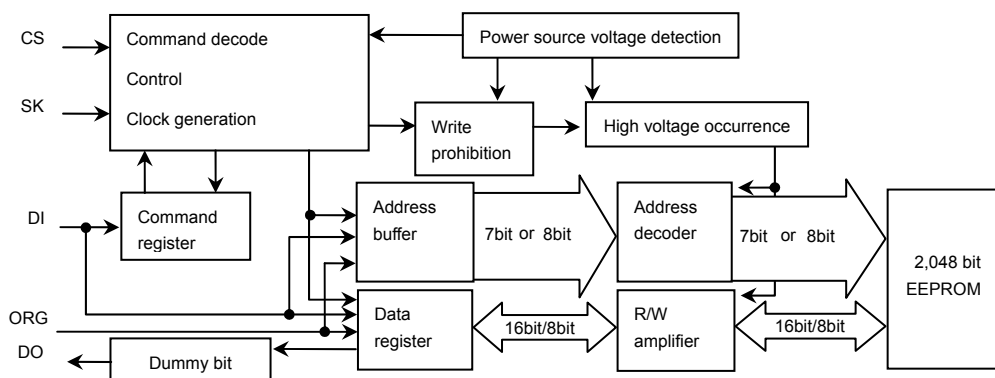 CS
Command decode
Control
Clock generation
Power source voltage detection
SK
Write
prohibition
High voltage occurrence
DI
Command
register
Address
buffer
7bit or 8bit
Address
decoder
7bit or 8bit
2,048 bit
EEPROM
ORG
Data
register
16bit/8bit
R/W
amplifier
16bit/8bit
DO
Dummy bit